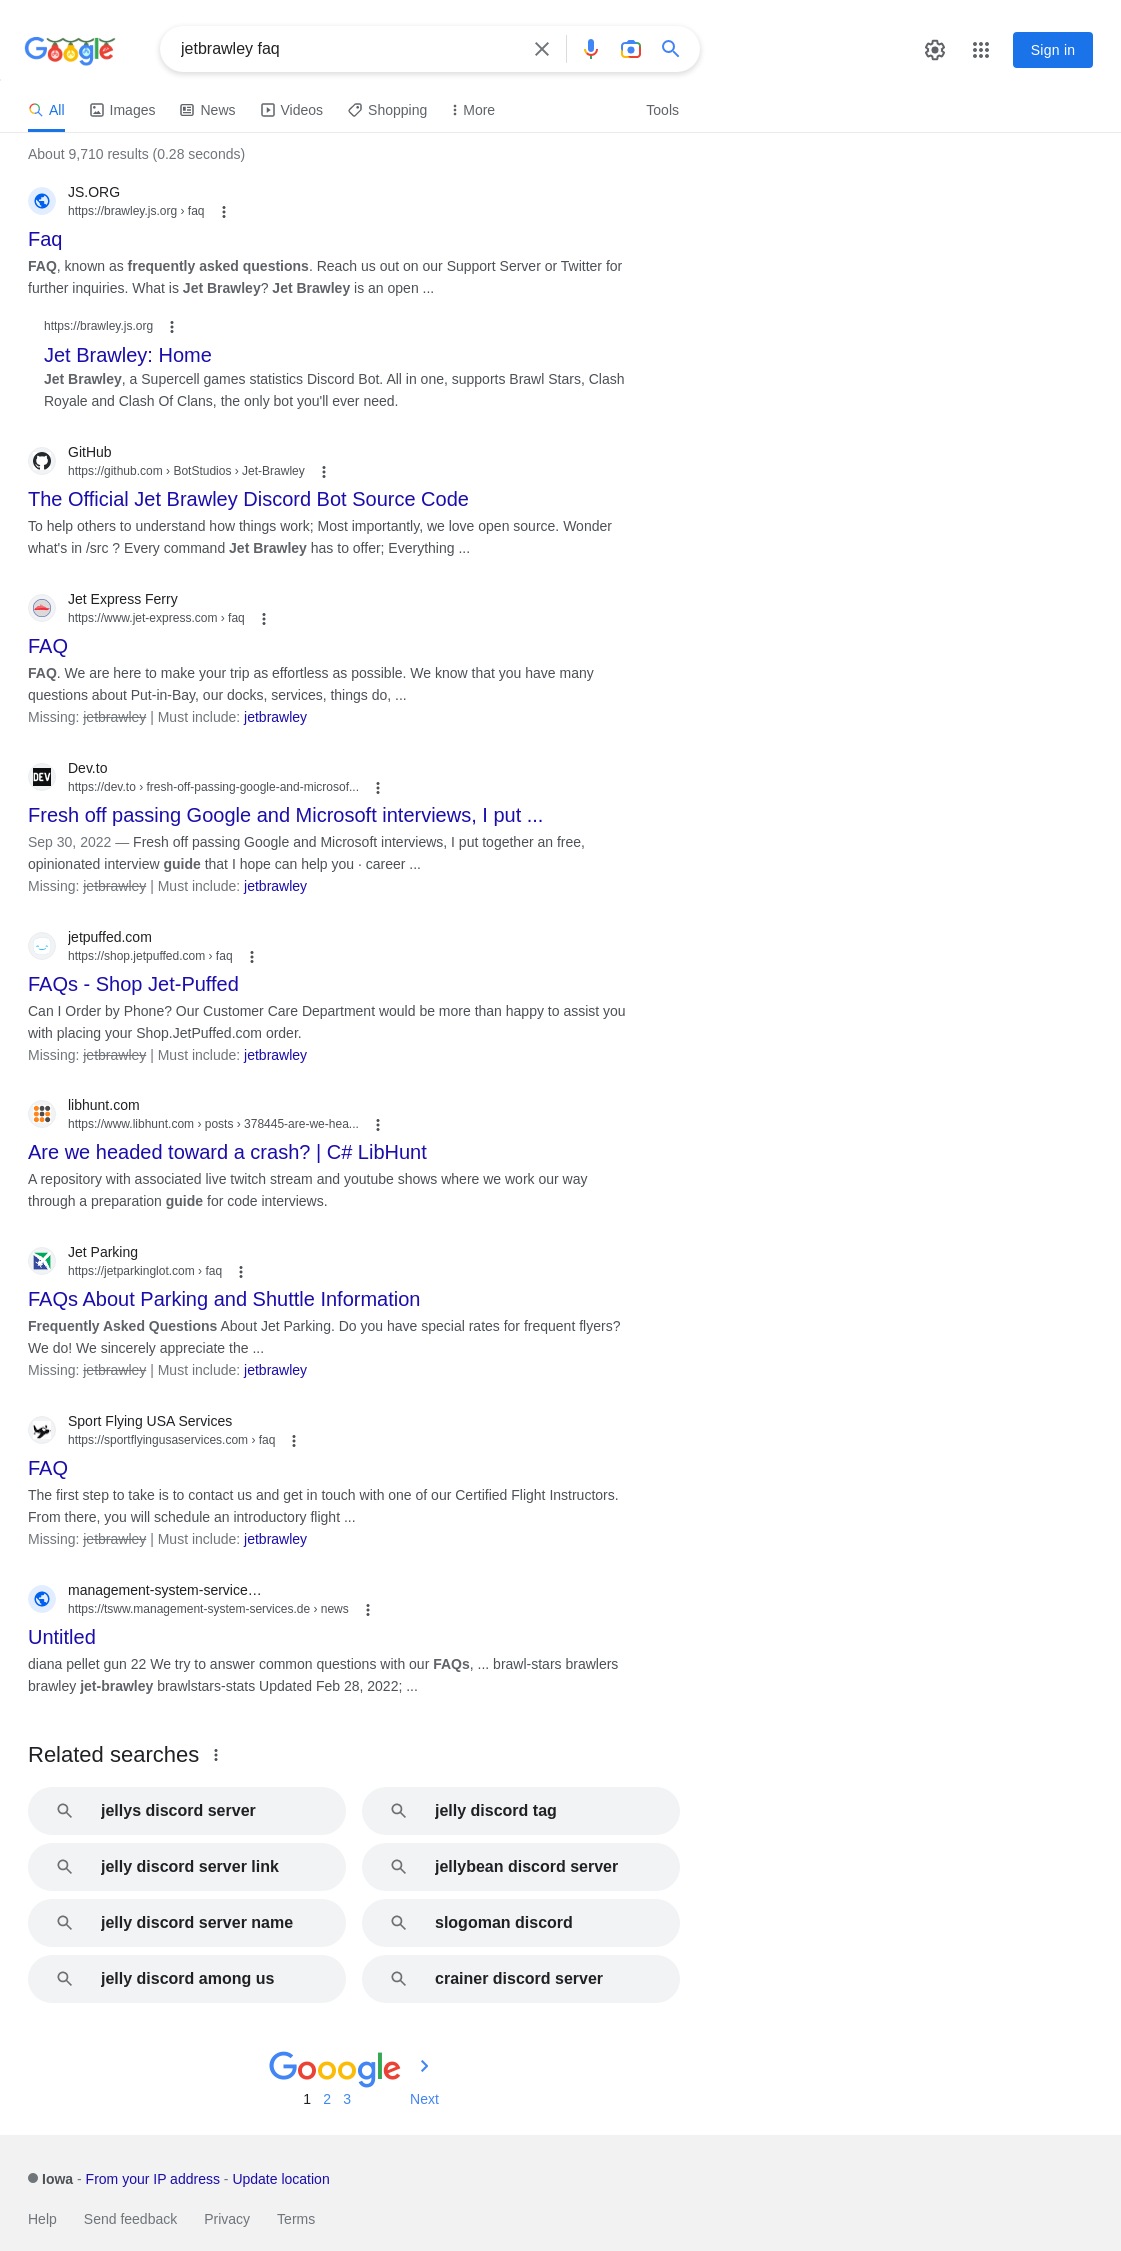 Google
jetbrawley faq
Sign in
All Images News Videos Shopping More Tools
About 9,710 results (0.28 seconds)
JS.ORG
https://brawley.js.org › faq
Faq
FAQ, known as frequently asked questions. Reach us out on our Support Server or Twitter for
further inquiries. What is Jet Brawley? Jet Brawley is an open ...
https://brawley.js.org
Jet Brawley: Home
Jet Brawley, a Supercell games statistics Discord Bot. All in one, supports Brawl Stars, Clash
Royale and Clash Of Clans, the only bot you'll ever need.
GitHub
https://github.com › BotStudios › Jet-Brawley
The Official Jet Brawley Discord Bot Source Code
To help others to understand how things work; Most importantly, we love open source. Wonder
what's in /src ? Every command Jet Brawley has to offer; Everything ...
Jet Express Ferry
https://www.jet-express.com › faq
FAQ
FAQ. We are here to make your trip as effortless as possible. We know that you have many
questions about Put-in-Bay, our docks, services, things do, ...
Missing: jetbrawley | Must include: jetbrawley
DEV
Dev.to
https://dev.to › fresh-off-passing-google-and-microsof...
Fresh off passing Google and Microsoft interviews, I put ...
Sep 30, 2022 — Fresh off passing Google and Microsoft interviews, I put together an free,
opinionated interview guide that I hope can help you · career ...
Missing: jetbrawley | Must include: jetbrawley
jetpuffed.com
https://shop.jetpuffed.com › faq
FAQs - Shop Jet-Puffed
Can I Order by Phone? Our Customer Care Department would be more than happy to assist you
with placing your Shop.JetPuffed.com order.
Missing: jetbrawley | Must include: jetbrawley
libhunt.com
https://www.libhunt.com › posts › 378445-are-we-hea...
Are we headed toward a crash? | C# LibHunt
A repository with associated live twitch stream and youtube shows where we work our way
through a preparation guide for code interviews.
Jet Parking
https://jetparkinglot.com › faq
FAQs About Parking and Shuttle Information
Frequently Asked Questions About Jet Parking. Do you have special rates for frequent flyers?
We do! We sincerely appreciate the ...
Missing: jetbrawley | Must include: jetbrawley
Sport Flying USA Services
https://sportflyingusaservices.com › faq
FAQ
The first step to take is to contact us and get in touch with one of our Certified Flight Instructors.
From there, you will schedule an introductory flight ...
Missing: jetbrawley | Must include: jetbrawley
management-system-service…
https://tsww.management-system-services.de › news
Untitled
diana pellet gun 22 We try to answer common questions with our FAQs, ... brawl-stars brawlers
brawley jet-brawley brawlstars-stats Updated Feb 28, 2022; ...
Related searches
jellys discord server
jelly discord tag
jelly discord server link
jellybean discord server
jelly discord server name
slogoman discord
jelly discord among us
crainer discord server
Gooogle
1 2 3 Next
Iowa - From your IP address - Update location
Help Send feedback Privacy Terms